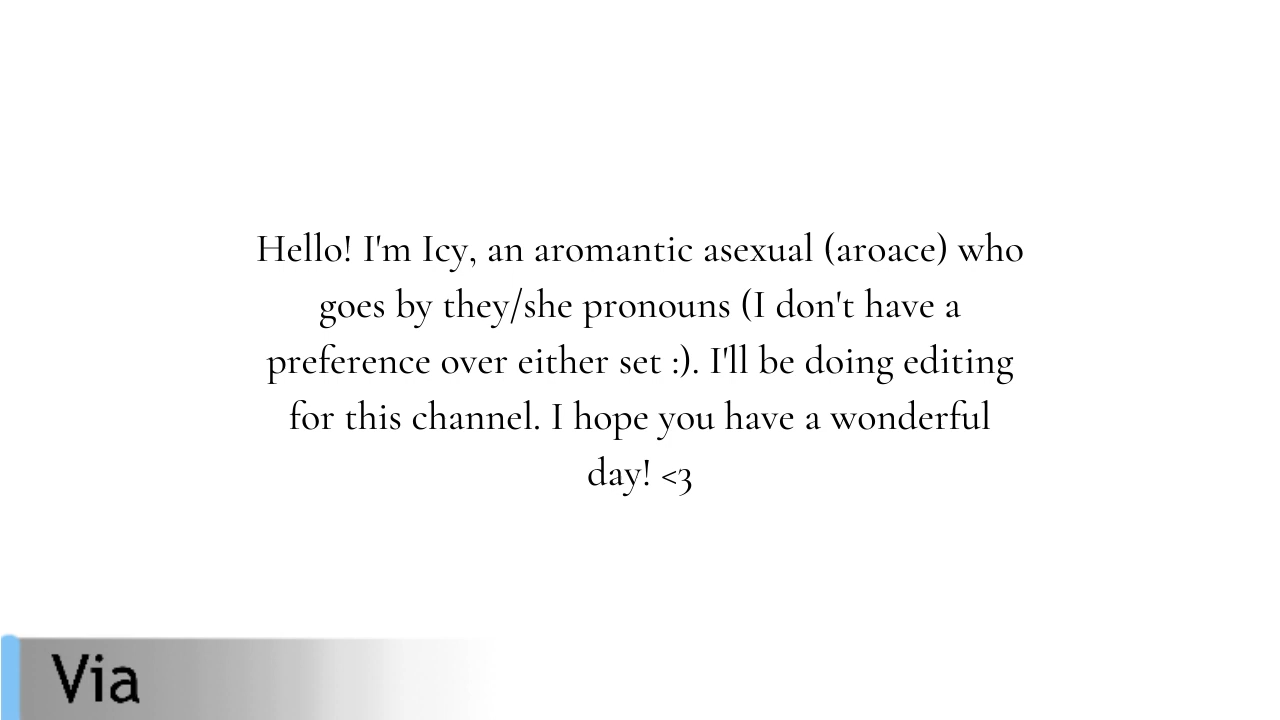 Hello! I'm Icy, an aromantic asexual (aroace) who
goes by they/she pronouns (I don't have a
preference over either set :). I'll be doing editing
for this channel. I hope you have a wonderful
day! <3
Via